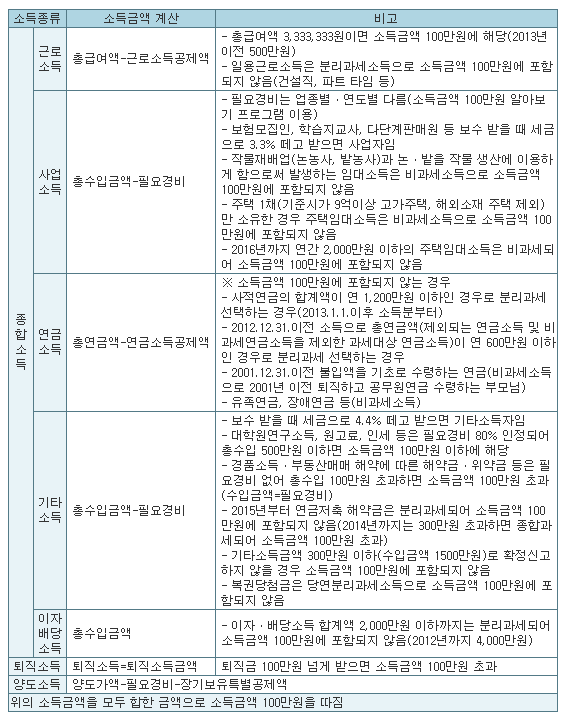 소득종류 소득금액 계산 비고
종합소득
근로소득
총급여액-근로소득공제액
- 총급여액 3,333,333원이면 소득금액 100만원에 해당(2013년
이전 500만원)
- 일용근로소득은 분리과세소득으로 소득금액 100만원에 포함
되지 않음(건설직, 파트 타임 등)
사업소득
총수입금액-필요경비
- 필요경비는 업종별ㆍ연도별 다름(소득금액 100만원 알아보
기 프로그램 이용)
- 보험모집인, 학습지교사, 다단계판매원 등 보수 받을 때 세금
으로 3.3% 떼고 받으면 사업자임
- 작물재배업(논농사, 밭농사)과 논ㆍ밭을 작물 생산에 이용하
게 함으로써 발생하는 임대소득은 비과세소득으로 소득금액
100만원에 포함되지 않음
- 주택 1채(기준시가 9억이상 고가주택, 해외소재 주택 제외)
만 소유한 경우 주택임대소득은 비과세소득으로 소득금액 100
만원에 포함되지 않음
- 2016년까지 연간 2,000만원 이하의 주택임대소득은 비과세되
어 소득금액 100만원에 포함되지 않음
연금소득
총연금액-연금소득공제액
※ 소득금액 100만원에 포함되지 않는 경우
- 사적연금의 합계액이 연 1,200만원 이하인 경우로 분리과세
선택하는 경우(2013.1.1.이후 소득분부터)
- 2012.12.31.이전 소득으로 총연금액(제외되는 연금소득 및 비
과세연금소득을 제외한 과세대상 연금소득)이 연 600만원 이하
인 경우로 분리과세 선택하는 경우
- 2001.12.31.이전 불입액을 기초로 수령하는 연금(비과세소득
으로 2001년 이전 퇴직하고 공무원연금 수령하는 부모님)
- 유족연금, 장애연금 등(비과세소득)
기타소득
총수입금액-필요경비
- 보수 받을 때 세금으로 4.4% 떼고 받으면 기타소득자임
- 대학원연구소득, 원고료, 인세 등은 필요경비 80% 인정되어
총수입 500만원 이하면 소득금액 100만원 이하에 해당
- 경품소득ㆍ부동산매매 해약에 따른 해약금ㆍ위약금 등은 필
요경비 없어 총수입 100만원 초과하면 소득금액 100만원 초과
(수입금액=필요경비)
- 2015년부터 연금저축 해약금은 분리과세되어 소득금액 100
만원에 포함되지 않음(2014년까지는 300만원 초과하면 종합과
세되어 소득금액 100만원 초과)
- 기타소득금액 300만원 이하(수입금액 1500만원)로 확정신고
하지 않을 경우 소득금액 100만원에 포함되지 않음
- 복권당첨금은 당연분리과세소득으로 소득금액 100만원에 포
함되지 않음
이자배당소득
총수입금액
- 이자ㆍ배당소득 합계액 2,000만원 이하까지는 분리과세되어
소득금액 100만원에 포함되지 않음(2012년까지 4,000만원)
퇴직소득 퇴직소득=퇴직소득금액 퇴직금 100만원 넘게 받으면 소득금액 100만원 초과
양도소득 양도가액-필요경비-장기보유특별공제액
위의 소득금액을 모두 합한 금액으로 소득금액 100만원을 따짐